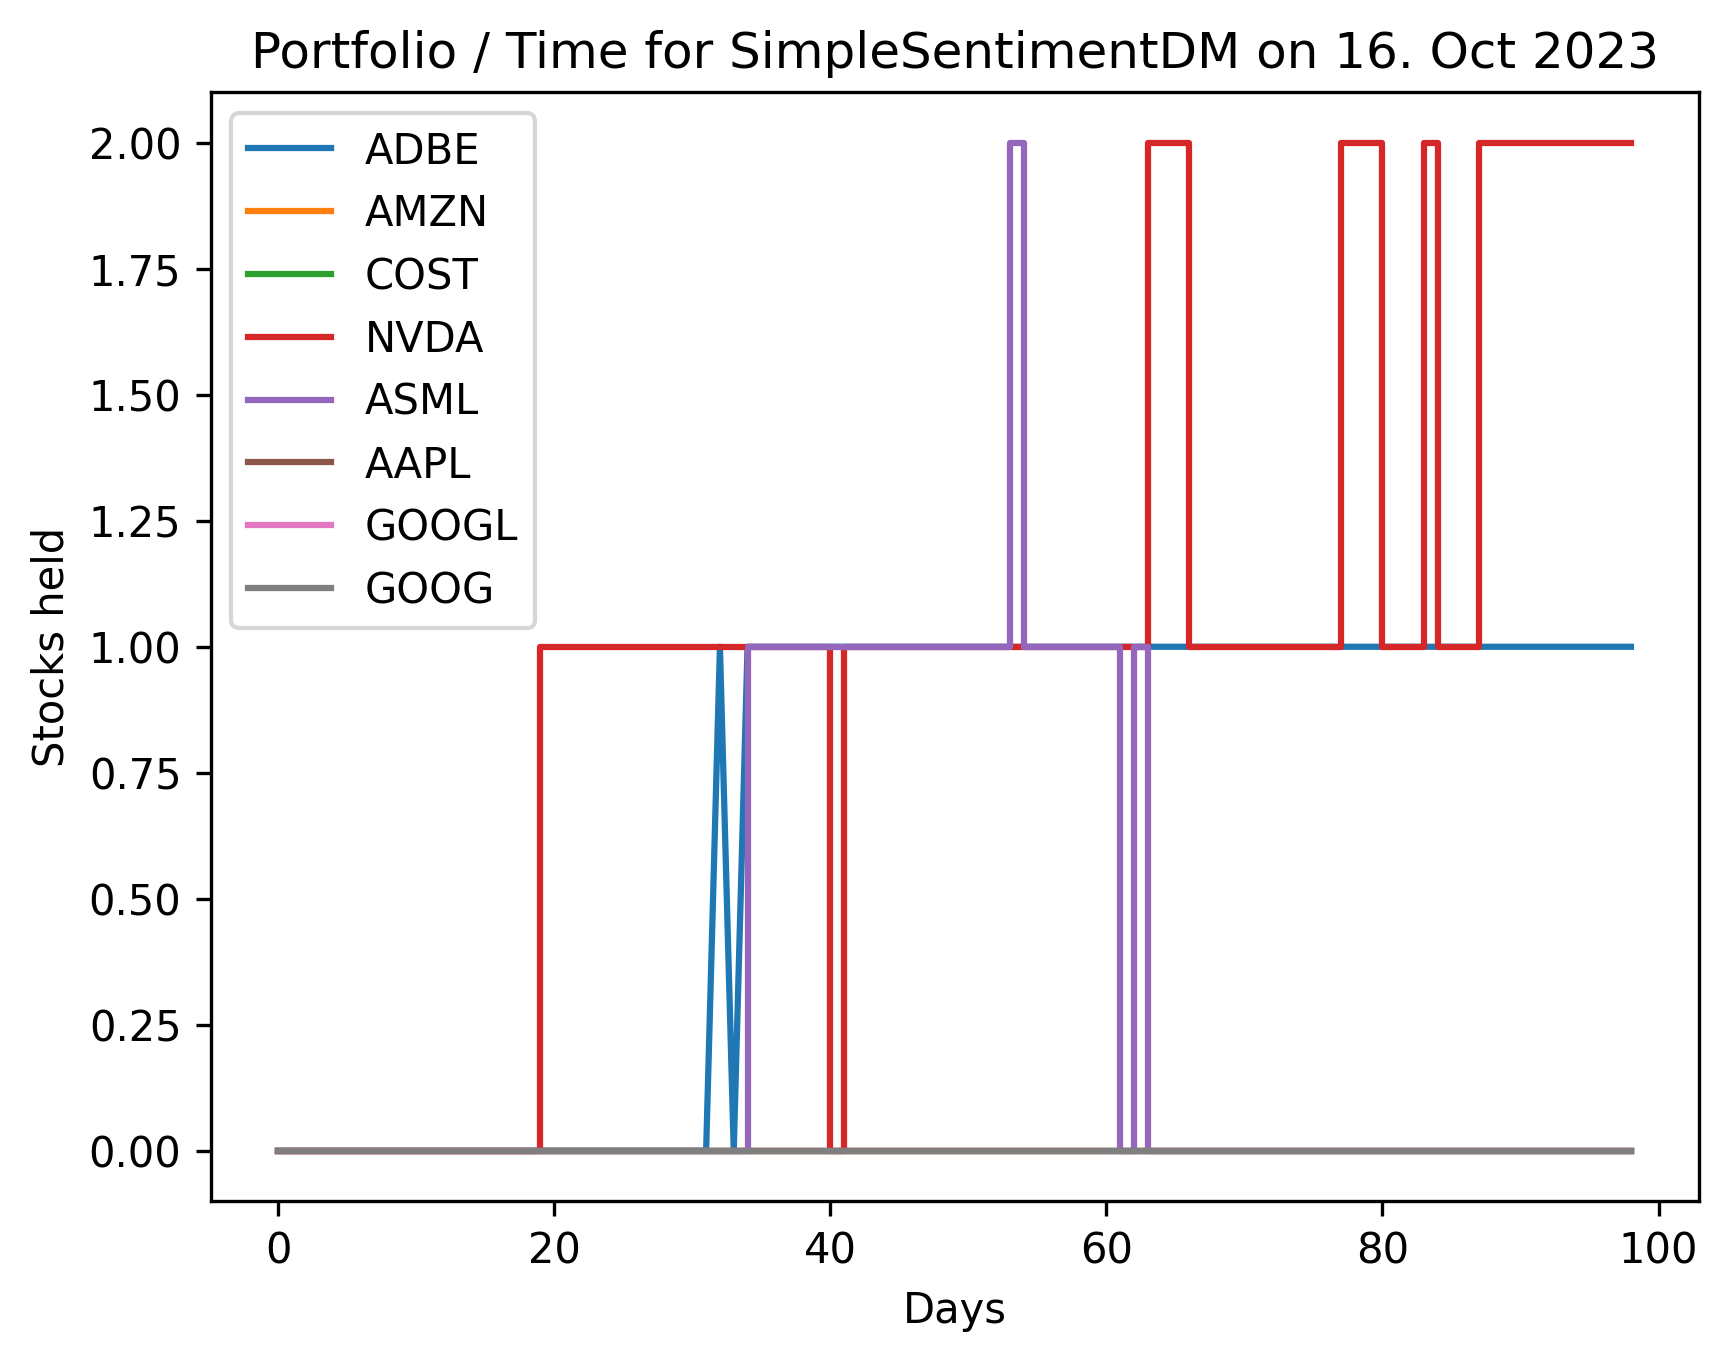 Portfolio / Time for SimpleSentimentDM on 16. Oct 2023
ADBE
AMZN
COST
NVDA
ASML
AAPL
GOOGL
GOOG
2.00
1.75
1.50
1.25
1.00
0.75
0.50
0.25
0.00
Stocks held
0
20
40
60
80
100
Days